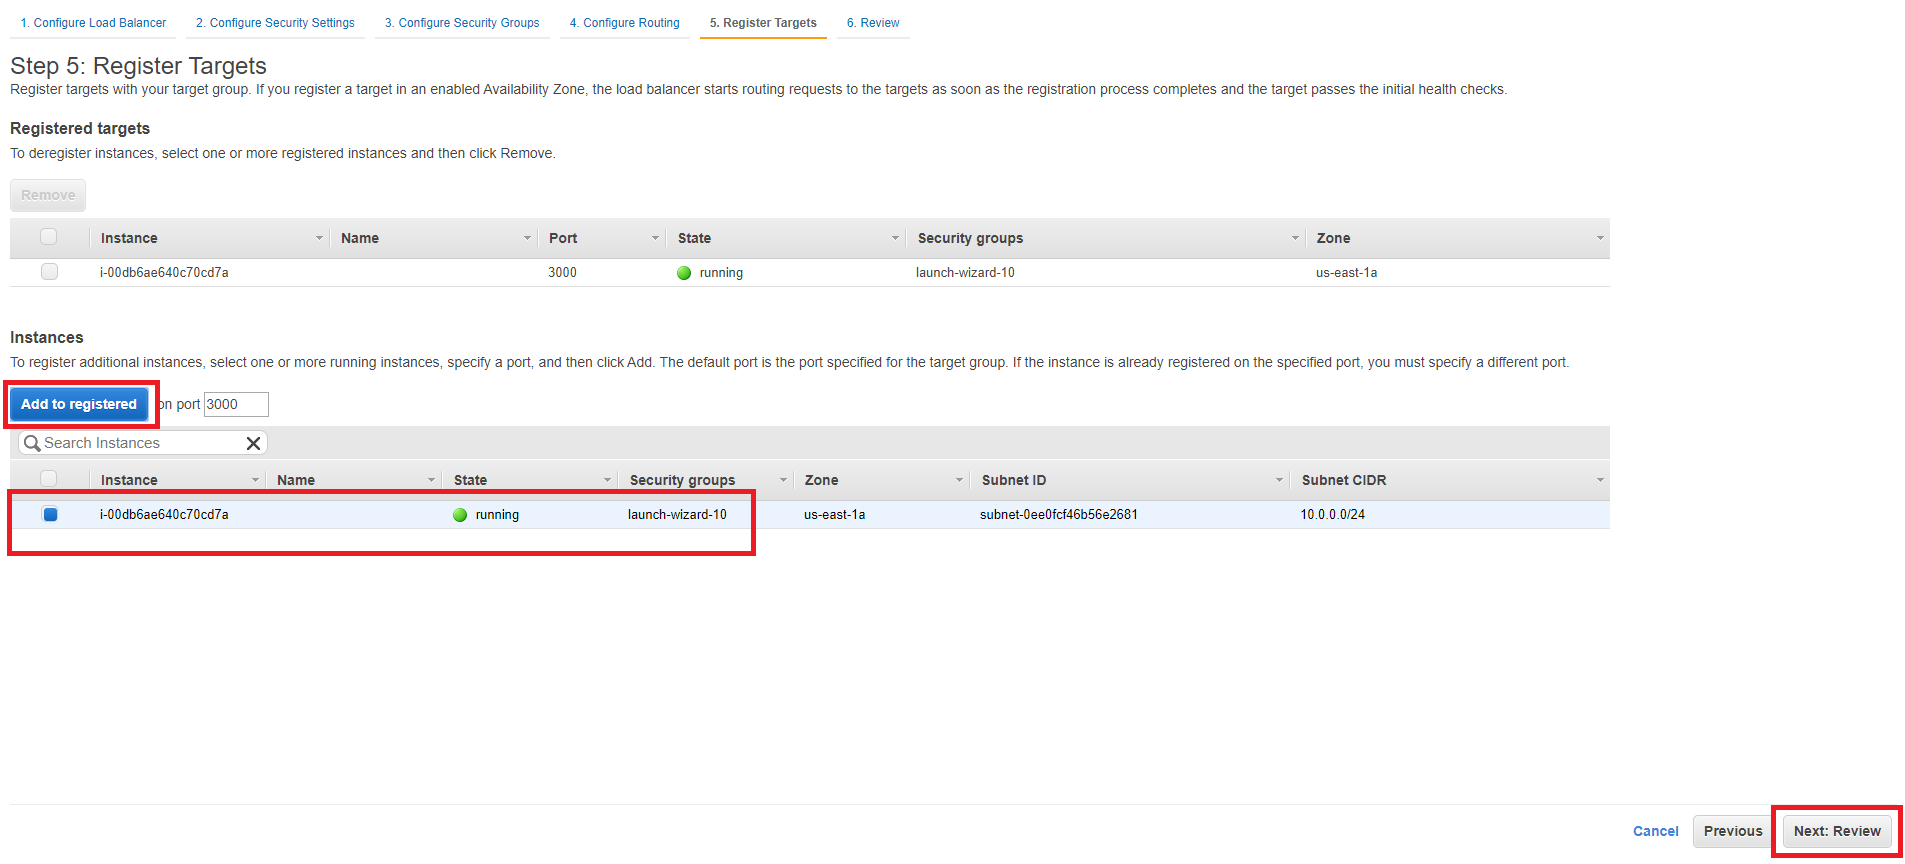 1. Configure Load Balancer 2. Configure Security Settings 3. Configure Security Groups 4. Configure Routing 5. Register Targets 6. Review
Step 5: Register Targets
Register targets with your target group. If you register a target in an enabled Availability Zone, the load balancer starts routing requests to the targets as soon as the registration process completes and the target passes the initial health checks.
Registered targets
To deregister instances, select one or more registered instances and then click Remove.
Remove
Instance Name Port State Security groups Zone
i-00db6ae640c70cd7a 3000 running launch-wizard-10 us-east-1a
Instances
To register additional instances, select one or more running instances, specify a port, and then click Add. The default port is the port specified for the target group. If the instance is already registered on the specified port, you must specify a different port.
Add to registered on port 3000
Search Instances
Instance Name State Security groups Zone Subnet ID Subnet CIDR
i-00db6ae640c70cd7a running launch-wizard-10 us-east-1a subnet-0ee0fcf46b56e2681 10.0.0.0/24
Cancel Previous Next: Review